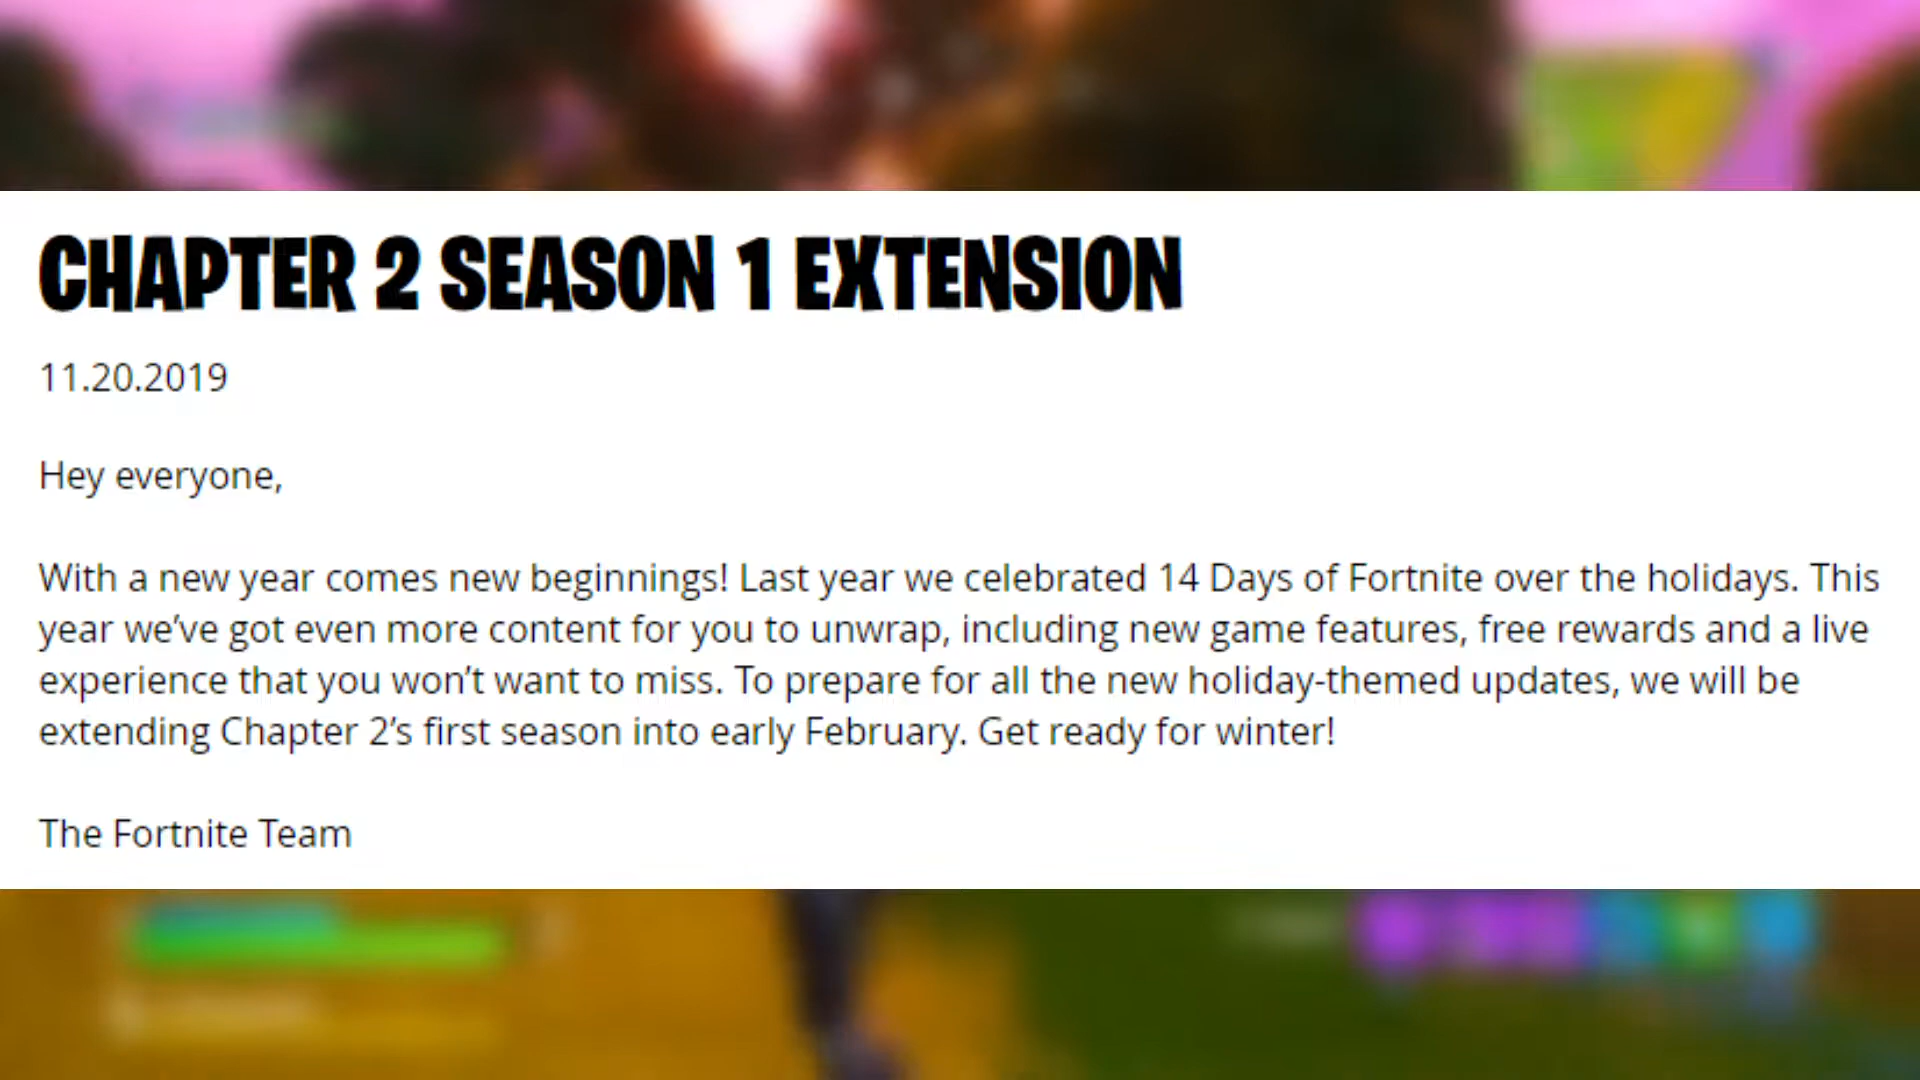 CHAPTER 2 SEASON 1 EXTENSION
11.20.2019
Hey everyone,
With a new year comes new beginnings! Last year we celebrated 14 Days of Fortnite over the holidays. This
year we’ve got even more content for you to unwrap, including new game features, free rewards and a live
experience that you won’t want to miss. To prepare for all the new holiday-themed updates, we will be
extending Chapter 2’s first season into early February. Get ready for winter!
The Fortnite Team